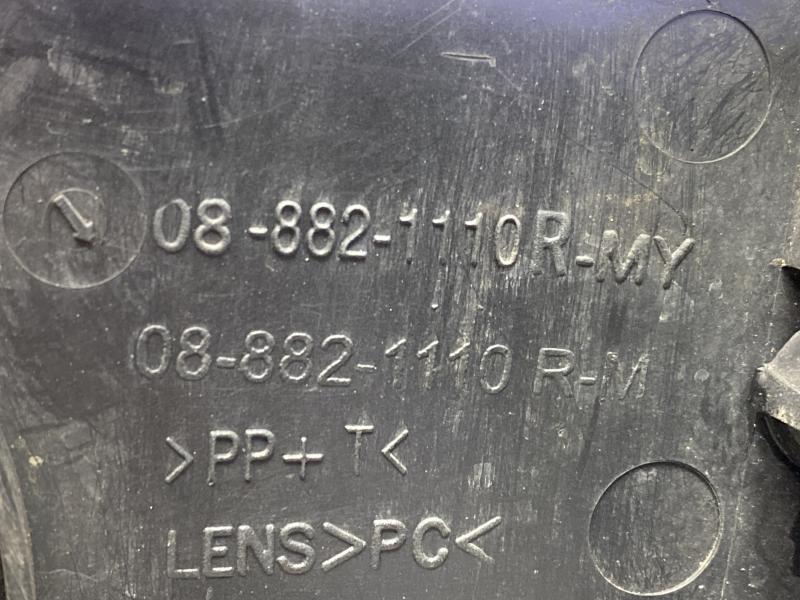 08-882-1110R-MY
08-882-1110 R-M
>PP+ T<
LENS>PC<